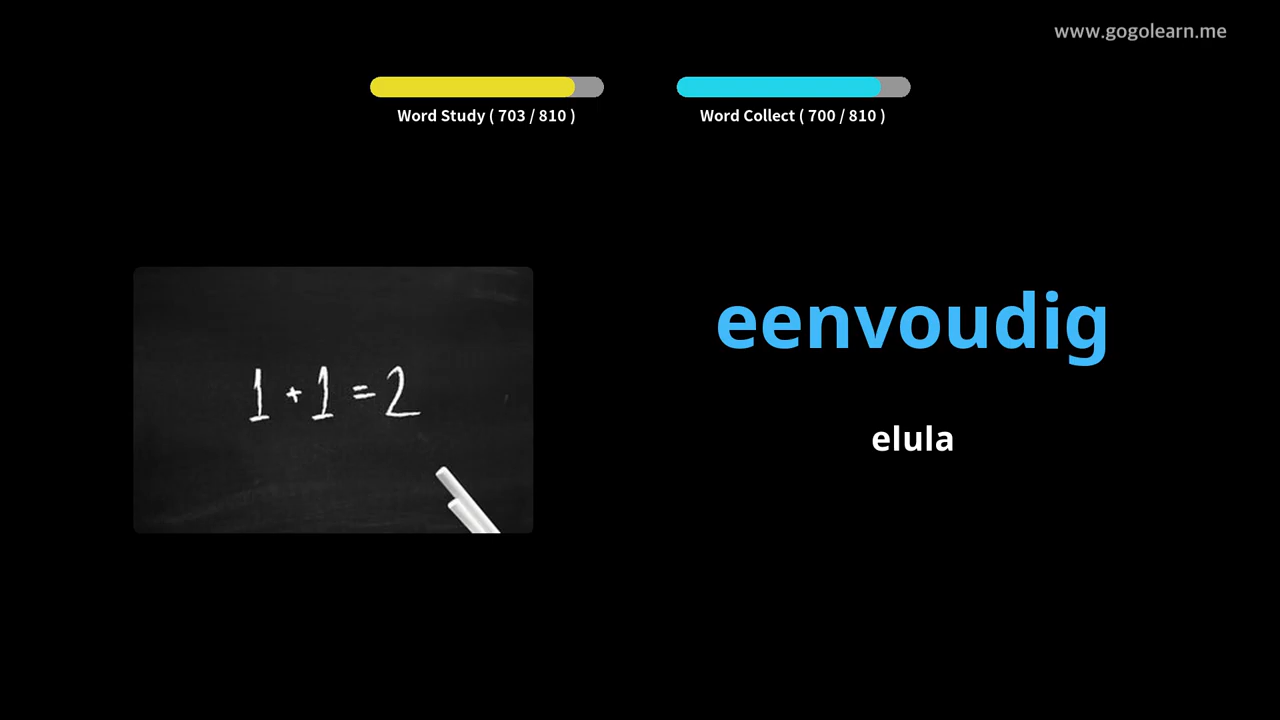 www.gogolearn.me
Word Study ( 703 / 810 )
Word Collect ( 700 / 810 )
1 + 1 = 2
eenvoudig
elula